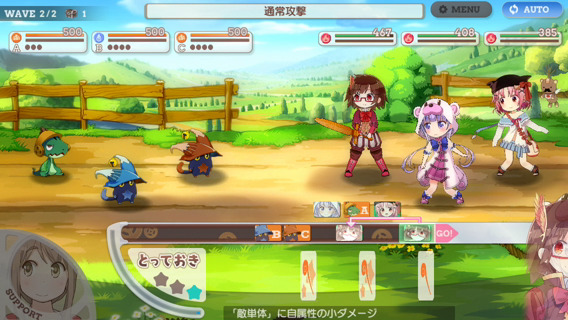 WAVE 2/2 1
通常攻撃
MENU
AUTO
500 500 500
A B C
467 408 385
A
B C GO!
とっておき
SUPPORT
「敵単体」に自属性の小ダメージ